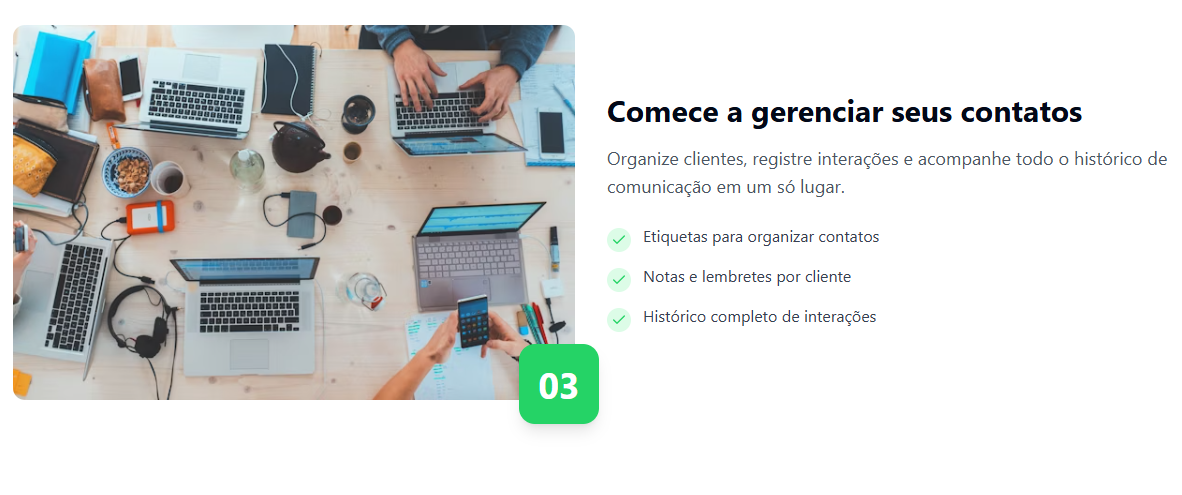 Comece a gerenciar seus contatos
Organize clientes, registre interações e acompanhe todo o histórico de
comunicação em um só lugar.
Etiquetas para organizar contatos
Notas e lembretes por cliente
Histórico completo de interações
03